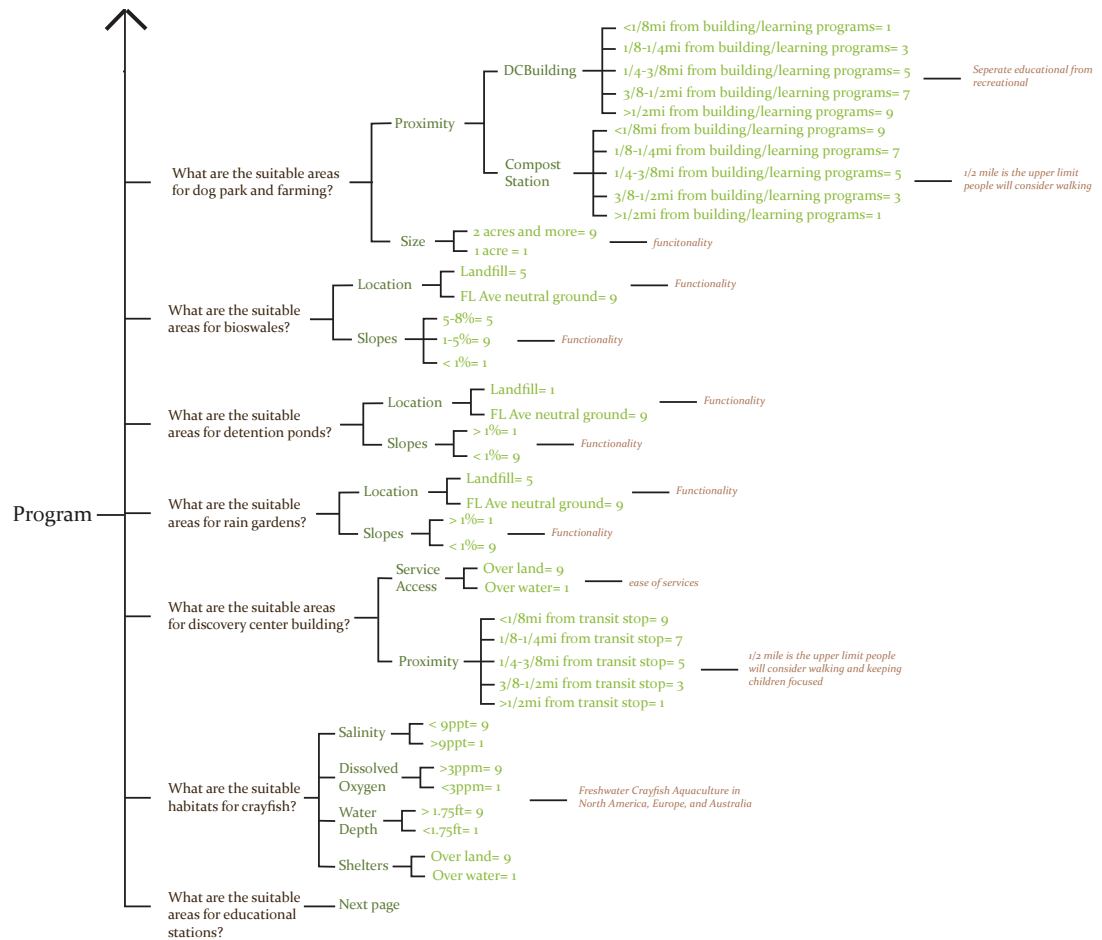 Program
What are the suitable areas
for dog park and farming?
Proximity
DCBuilding
<1/8mi from building/learning programs= 1
1/8-1/4mi from building/learning programs= 3
1/4-3/8mi from building/learning programs= 5
3/8-1/2mi from building/learning programs= 7
>1/2mi from building/learning programs= 9
Seperate educational from
recreational
Compost
Station
<1/8mi from building/learning programs= 9
1/8-1/4mi from building/learning programs= 7
1/4-3/8mi from building/learning programs= 5
3/8-1/2mi from building/learning programs= 3
>1/2mi from building/learning programs= 1
1/2 mile is the upper limit
people will consider walking
Size
2 acres and more= 9
1 acre = 1
funcitonality
What are the suitable
areas for bioswales?
Location
Landfill= 5
FL Ave neutral ground= 9
Functionality
Slopes
5-8%= 5
1-5%= 9
< 1%= 1
Functionality
What are the suitable
areas for detention ponds?
Location
Landfill= 1
FL Ave neutral ground= 9
Functionality
Slopes
> 1%= 1
< 1%= 9
Functionality
What are the suitable
areas for rain gardens?
Location
Landfill= 5
FL Ave neutral ground= 9
Functionality
Slopes
> 1%= 1
< 1%= 9
Functionality
What are the suitable areas
for discovery center building?
Service
Access
Over land= 9
Over water= 1
ease of services
Proximity
<1/8mi from transit stop= 9
1/8-1/4mi from transit stop= 7
1/4-3/8mi from transit stop= 5
3/8-1/2mi from transit stop= 3
>1/2mi from transit stop= 1
1/2 mile is the upper limit people
will consider walking and keeping
children focused
What are the suitable
habitats for crayfish?
Salinity
< 9ppt= 9
>9ppt= 1
Dissolved
Oxygen
>3ppm= 9
<3ppm= 1
Water
Depth
> 1.75ft= 9
<1.75ft= 1
Shelters
Over land= 9
Over water= 1
Freshwater Crayfish Aquaculture in
North America, Europe, and Australia
What are the suitable
areas for educational
stations?
Next page